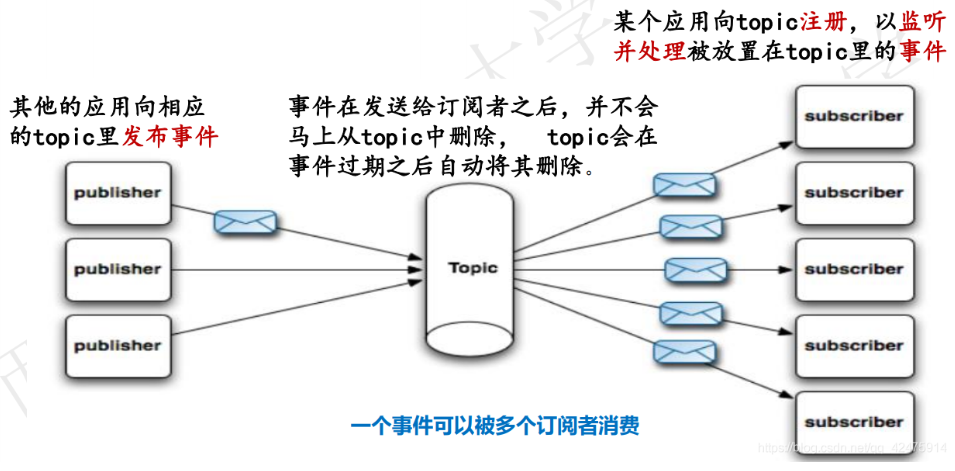 某个应用向topic注册，以监听
并处理被放置在topic里的事件
其他的应用向相应
的topic里发布事件
事件在发送给订阅者之后，并不会
马上从topic中删除， topic会在
事件过期之后自动将其删除。
publisher
publisher
publisher
Topic
subscriber
subscriber
subscriber
subscriber
subscriber
一个事件可以被多个订阅者消费